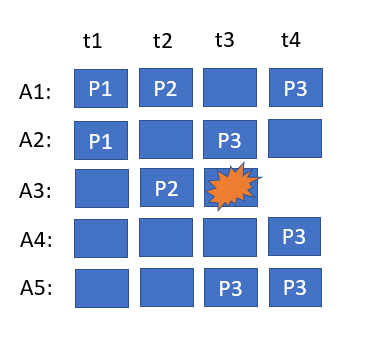 t1 t2 t3 t4
A1: P1 P2 P3
A2: P1 P3
A3: P2
A4: P3
A5: P3 P3